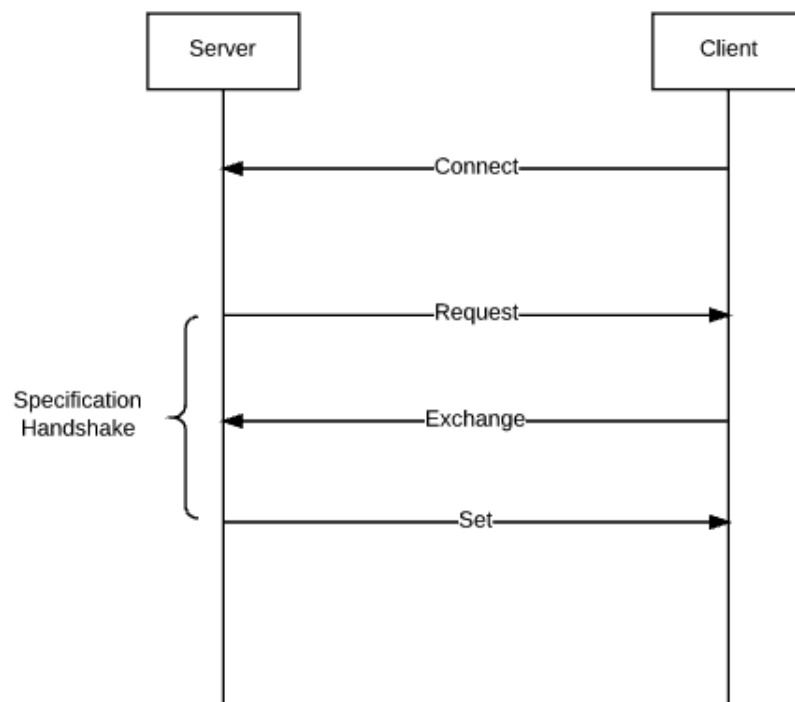 Server
Client
Connect
Request
Specification
Handshake
Exchange
Set